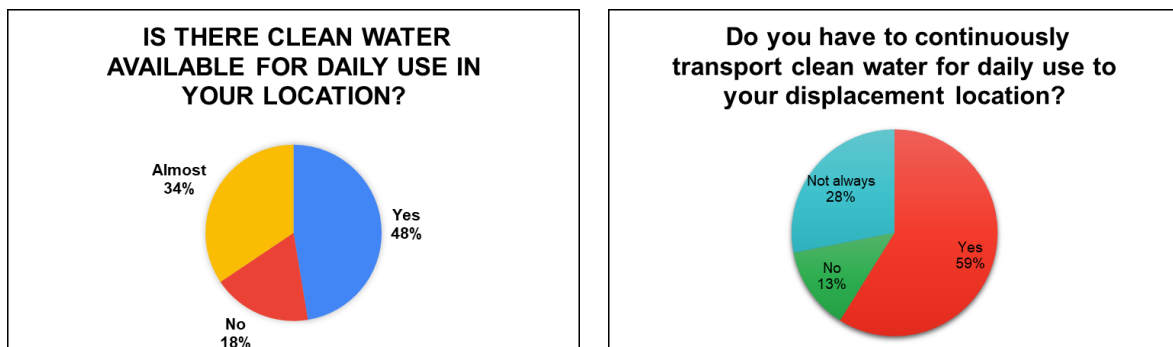 IS THERE CLEAN WATER
AVAILABLE FOR DAILY USE IN
YOUR LOCATION?
Almost
34%
Yes
48%
No
18%
Do you have to continuously
transport clean water for daily use to
your displacement location?
Not always
28%
Yes
59%
No
13%